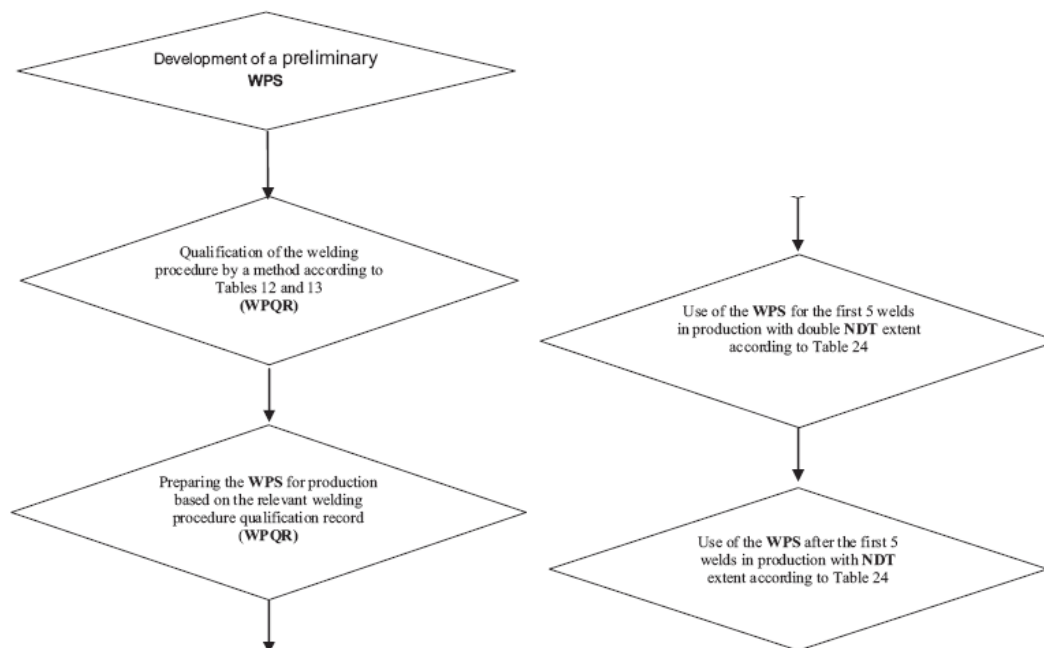 Development of a preliminary
WPS
Qualification of the welding
procedure by a method according to
Tables 12 and 13
(WPQR)
Preparing the WPS for production
based on the relevant welding
procedure qualification record
(WPQR)
Use of the WPS for the first 5 welds
in production with double NDT extent
according to Table 24
Use of the WPS after the first 5
welds in production with NDT
extent according to Table 24